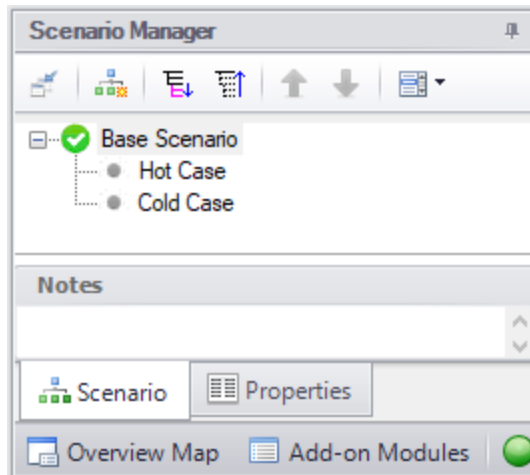 Scenario Manager
Base Scenario
Hot Case
Cold Case
Notes
Scenario Properties
Overview Map Add-on Modules